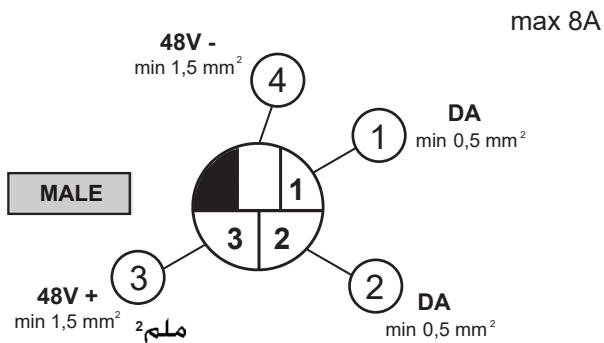 max 8A
48V -
min 1,5 mm²
4
DA
1
min 0,5 mm²
MALE
1
3 2
3
2
48V +
min 1,5 mm²
DA
min 0,5 mm²